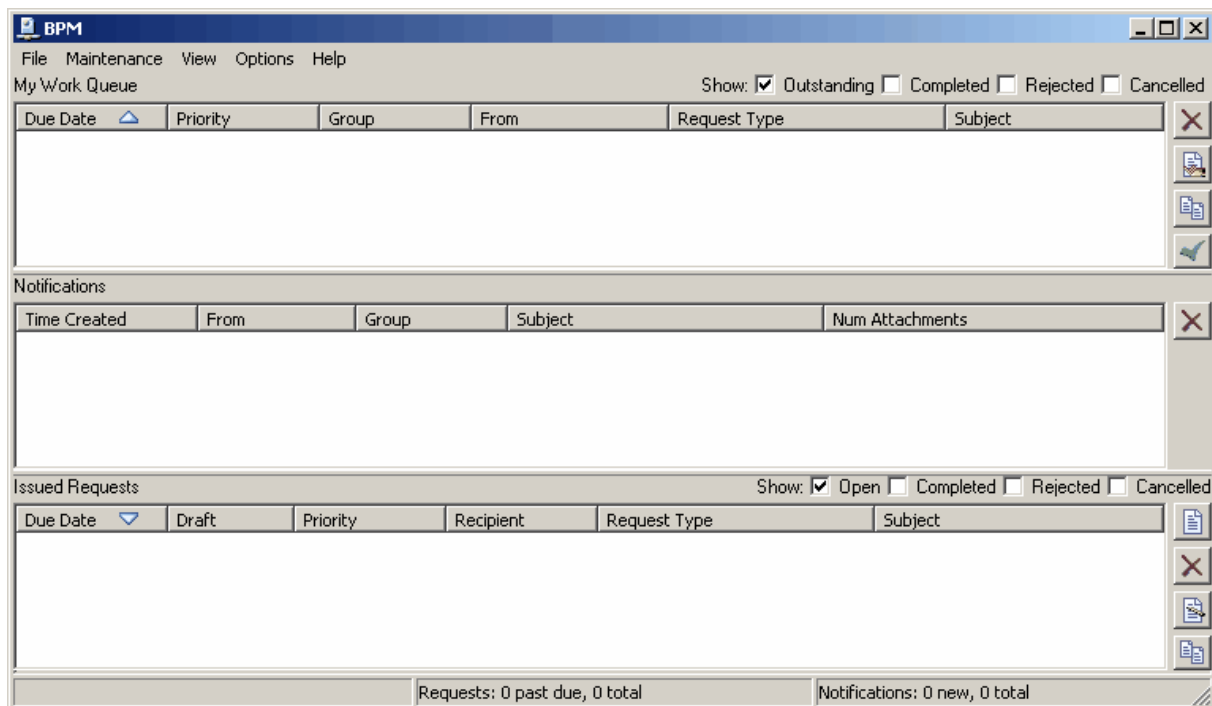 BPM
File Maintenance View Options Help
My Work Queue Show: Outstanding Completed Rejected Cancelled
Due Date Priority Group From Request Type Subject
Notifications
Time Created From Group Subject Num Attachments
Issued Requests Show: Open Completed Rejected Cancelled
Due Date Draft Priority Recipient Request Type Subject
Requests: 0 past due, 0 total Notifications: 0 new, 0 total